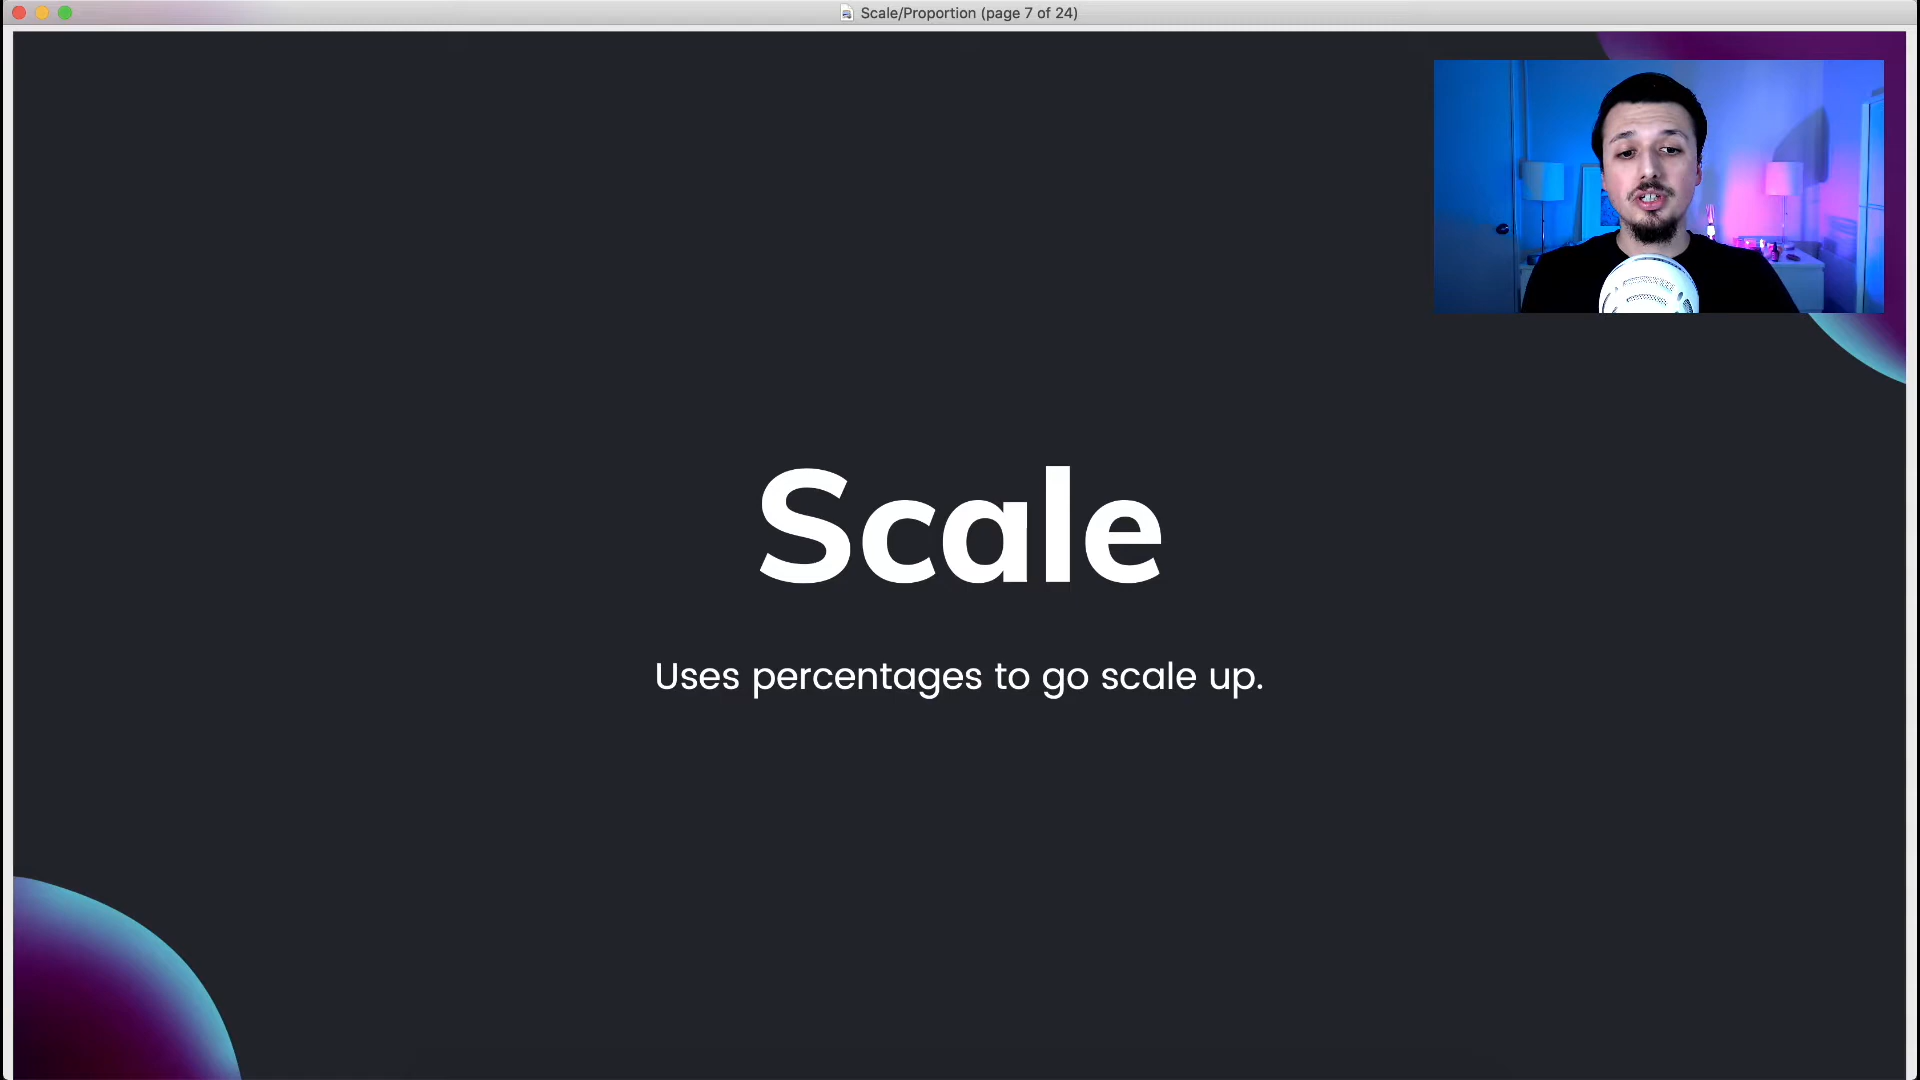 Scale/Proportion (page 7 of 24)
Scale
Uses percentages to go scale up.